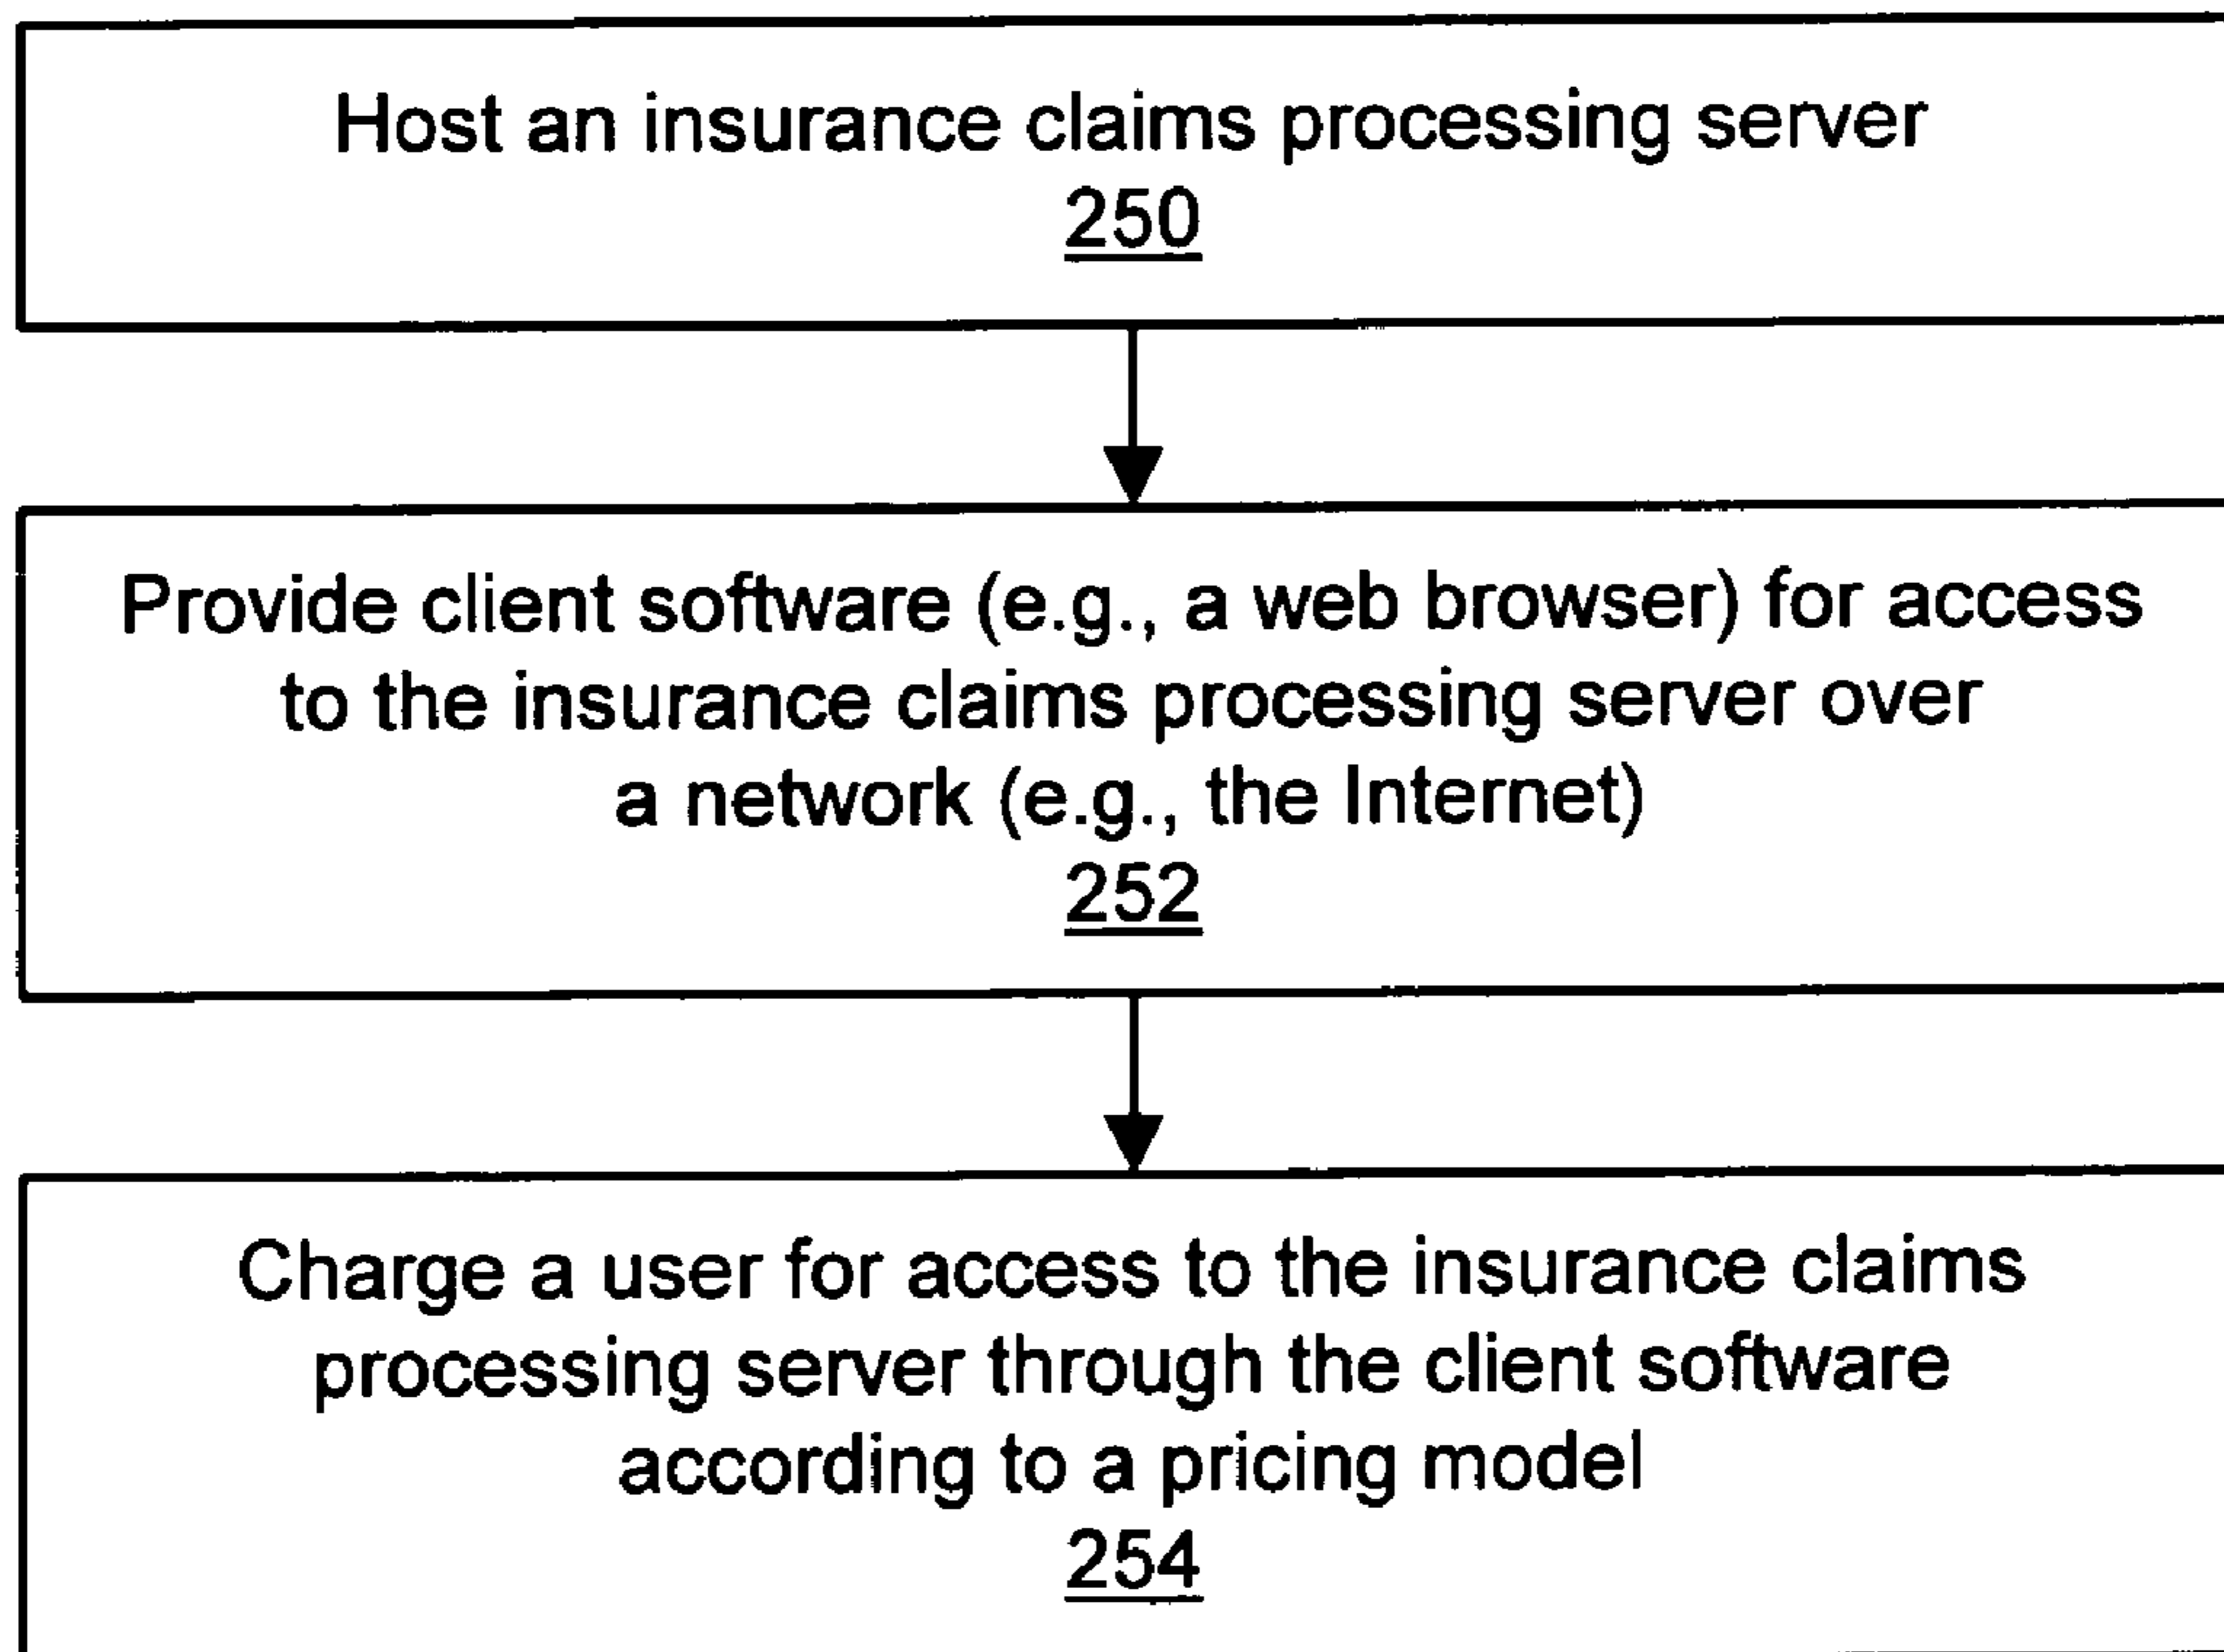 Host an insurance claims processing server
250
Provide client software (e.g., a web browser) for access
to the insurance claims processing server over
a network (e.g., the Internet)
252
Charge a user for access to the insurance claims
processing server through the client software
according to a pricing model
254